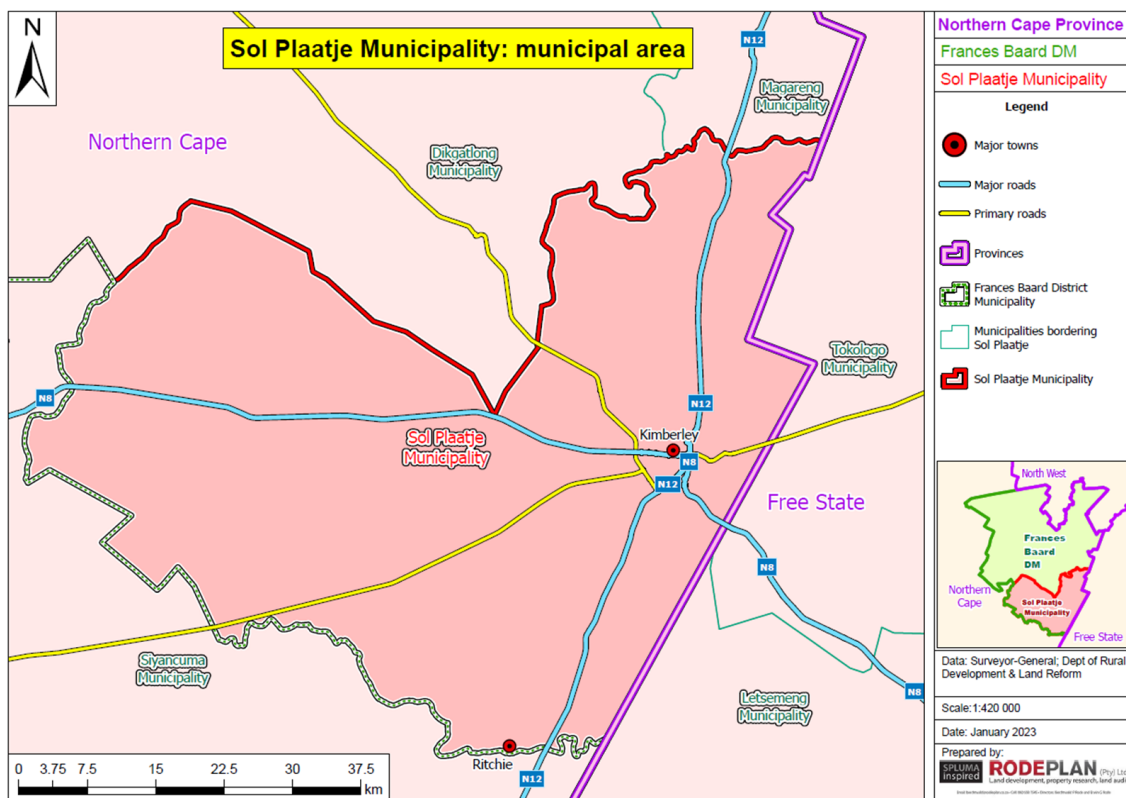 N
Sol Plaatje Municipality: municipal area
N12
Magareng
Municipality
Northern Cape
Dikgatlong
Municipality
Tokologo
Municipality
N8
N12
Kimberley
Sol Plaatje
Municipality
N8
N12
Free State
N8
Siyancuma
Municipality
Letsemeng
Municipality
N8
Ritchie
N12
0 3.75 7.5 15 22.5 30 37.5
km
Northern Cape Province
Frances Baard DM
Sol Plaatje Municipality
Legend
Major towns
Major roads
Primary roads
Provinces
Frances Baard District
Municipality
Municipalities bordering
Sol Plaatje
Sol Plaatje Municipality
North West
Frances
Baard
DM
Northern
Cape
Sol Plaatje
Municipality
Free State
Data: Surveyor-General; Dept of Rural
Development & Land Reform
Scale:1:420 000
Date: January 2023
Prepared by:
SPLUMA
inspired
RODEPLAN (Pty) Lt
Land development, property research, land audi